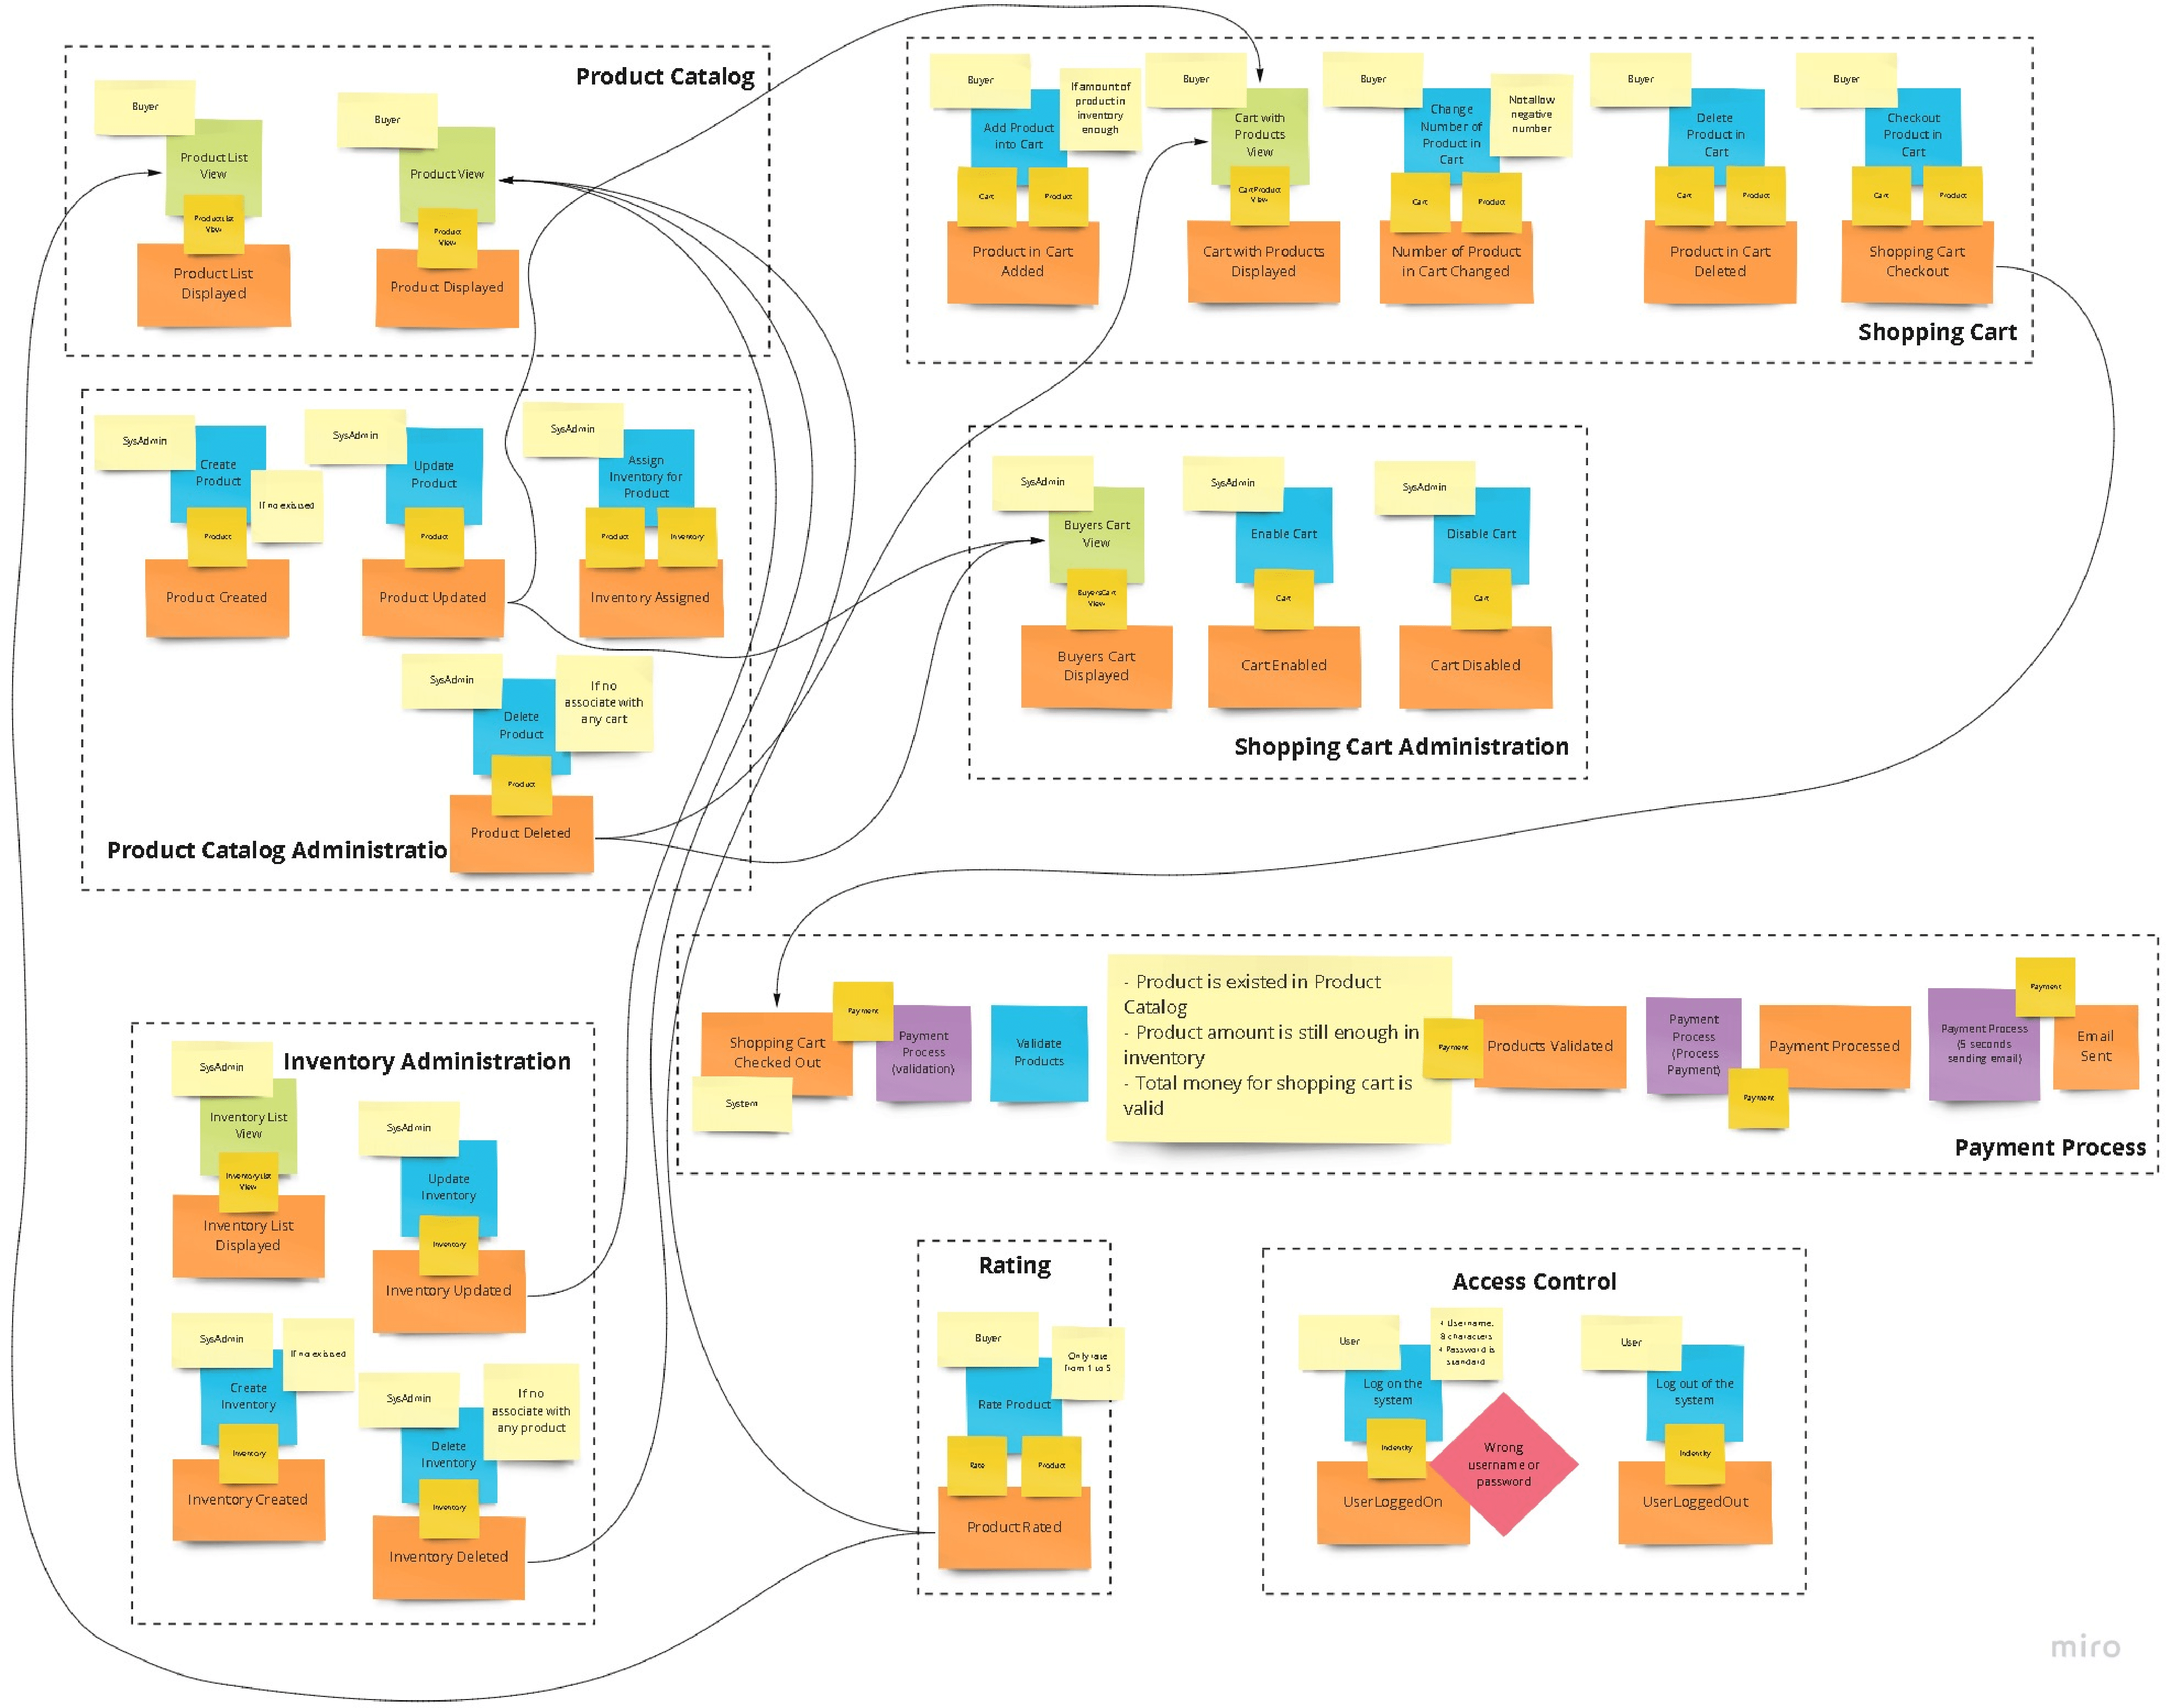 Product Catalog
Buyer
Product List
View
ProductList
View
Product List
Displayed
Buyer
Product View
Product
View
Product Displayed
Buyer
Add Product
into Cart
If amount of
product in
inventory
enough
Cart
Product
Product in Cart
Added
Buyer
Cart with
Products
View
CartProduct
View
Cart with Products
Displayed
Buyer
Change
Number of
Product in
Cart
Not allow
negative
number
Cart
Product
Number of Product
in Cart Changed
Buyer
Delete
Product in
Cart
Cart
Product
Product in Cart
Deleted
Buyer
Checkout
Product in
Cart
Cart
Product
Shopping Cart
Checkout
Shopping Cart
SysAdmin
Create
Product
If no existed
Product
Product Created
SysAdmin
Update
Product
Product
Product Updated
SysAdmin
Assign
Inventory for
Product
Product
Inventory
Inventory Assigned
SysAdmin
Delete
Product
If no
associate with
any cart
Product
Product Deleted
Product Catalog Administratio
SysAdmin
Buyers Cart
View
BuyersCart
View
Buyers Cart
Displayed
SysAdmin
Enable Cart
Cart
Cart Enabled
SysAdmin
Disable Cart
Cart
Cart Disabled
Shopping Cart Administration
Shopping Cart
Checked Out
System
Payment
Payment
Process
(validation)
Validate
Products
- Product is existed in Product
Catalog
- Product amount is still enough in
inventory
- Total money for shopping cart is
valid
Payment
Products Validated
Payment
Process
(Process
Payment)
Payment
Payment Processed
Payment Process
(5 seconds
sending email)
Payment
Email
Sent
Payment Process
Inventory Administration
SysAdmin
Inventory List
View
InventoryList
View
Inventory List
Displayed
SysAdmin
Update
Inventory
Inventory
Inventory Updated
SysAdmin
If no existed
Create
Inventory
Inventory
Inventory Created
SysAdmin
If no
associate with
any product
Delete
Inventory
Inventory
Inventory Deleted
Rating
Buyer
Only rate
from 1 to 5
Rate Product
Rate
Product
Product Rated
Access Control
User
+ Username:
8 characters
+ Password is
standard
Log on the
system
Indentity
UserLoggedOn
Wrong
username or
password
User
Log out of the
system
Indentity
UserLoggedOut
miro